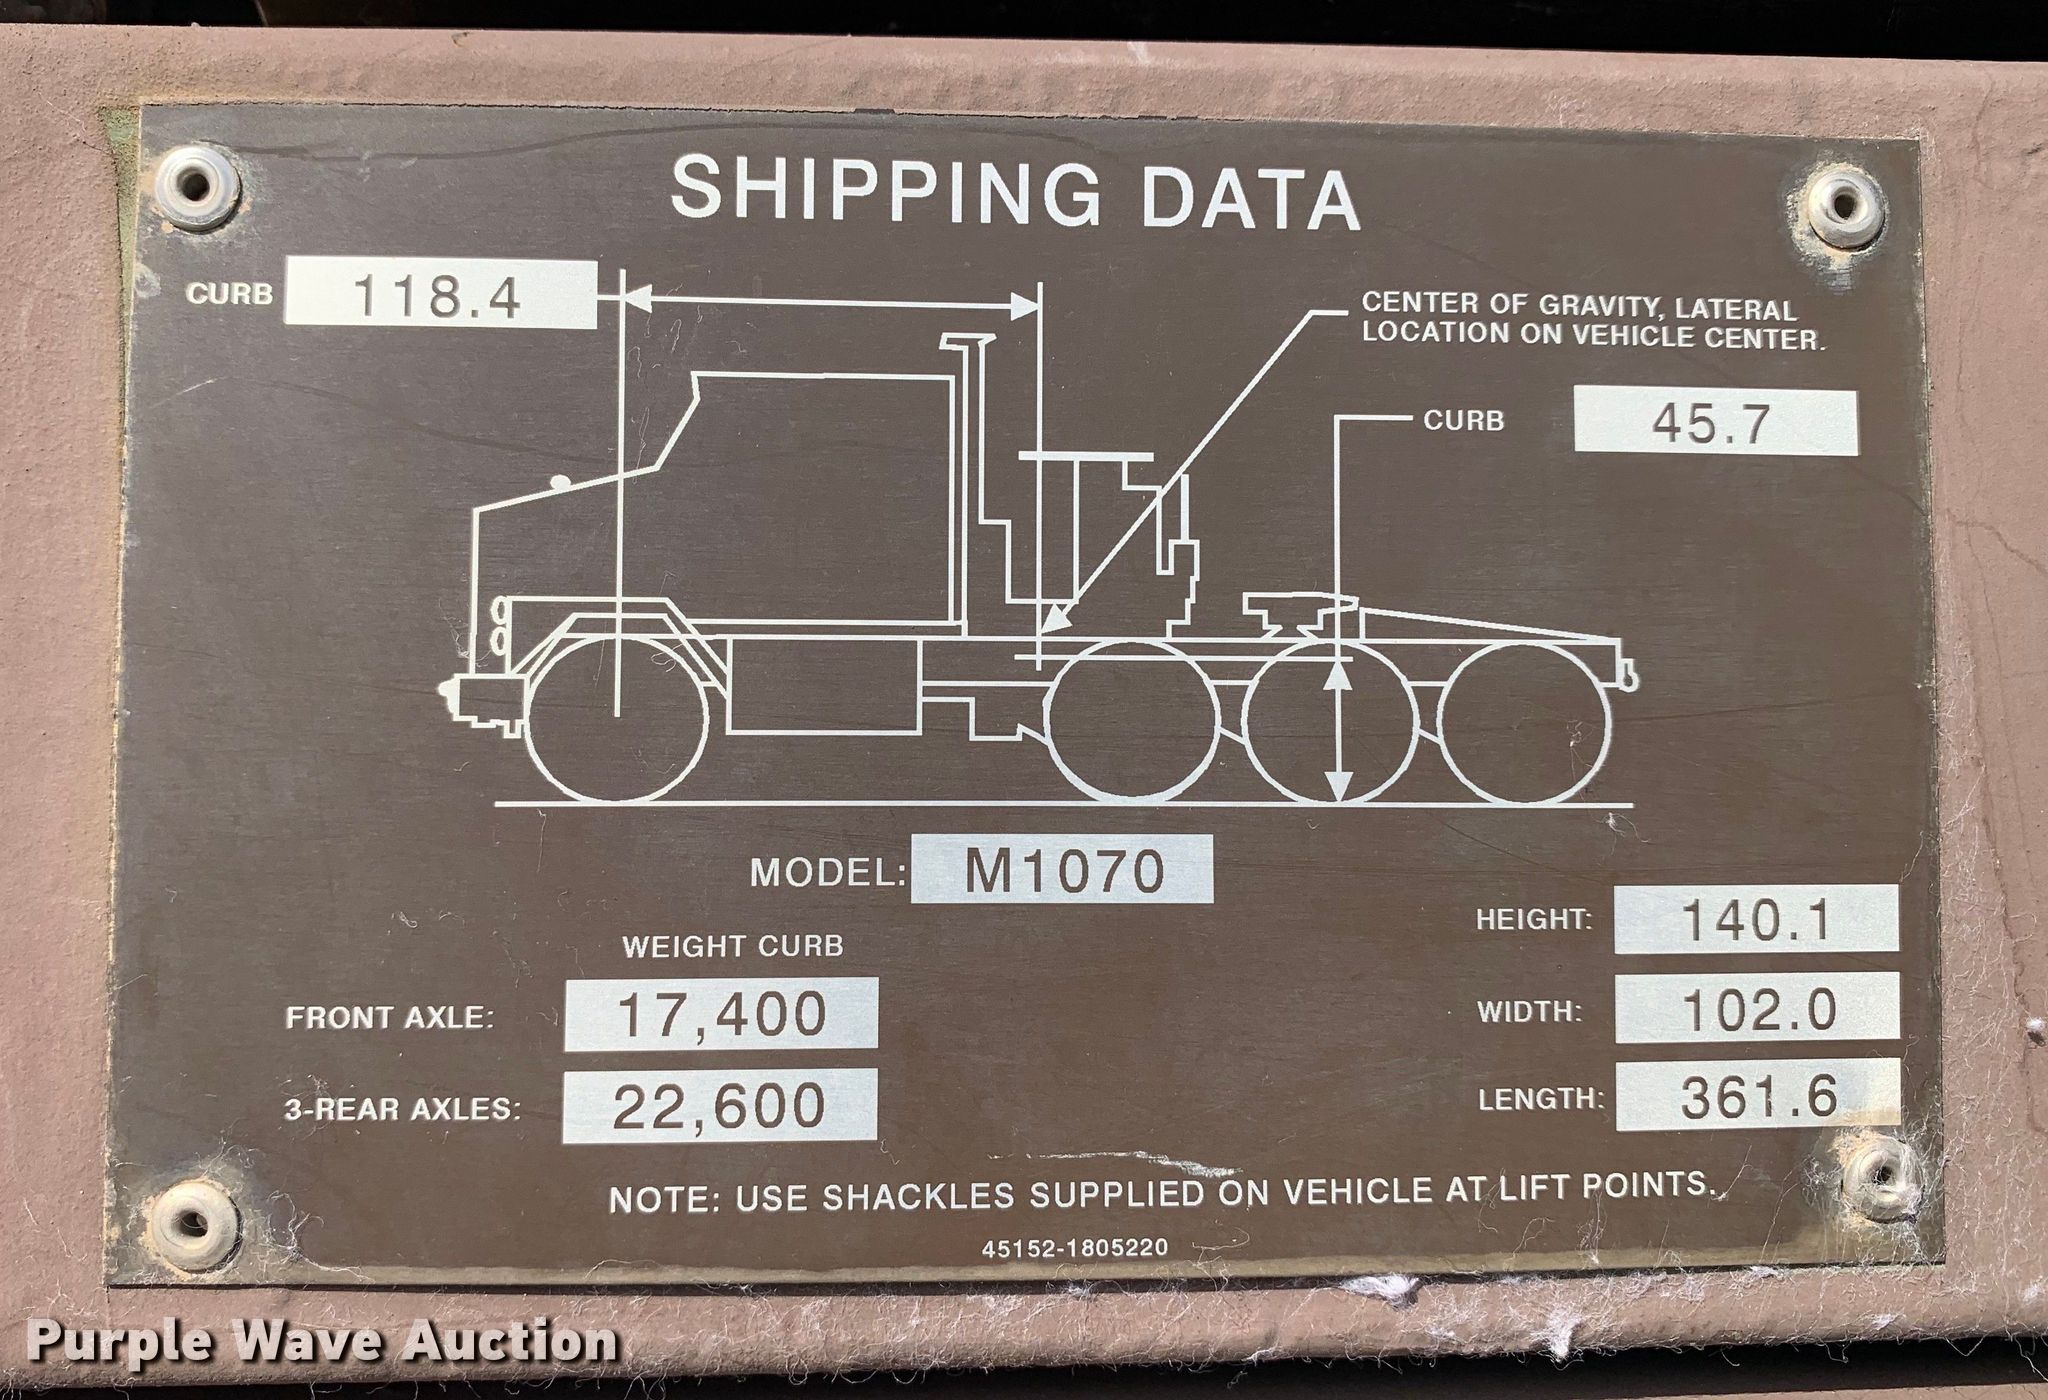 SHIPPING DATA
CURB 118.4
CENTER OF GRAVITY, LATERAL
LOCATION ON VEHICLE CENTER.
CURB 45.7
MODEL: M1070
WEIGHT CURB
FRONT AXLE: 17,400
3-REAR AXLES: 22,600
HEIGHT: 140.1
WIDTH: 102.0
LENGTH: 361.6
NOTE: USE SHACKLES SUPPLIED ON VEHICLE AT LIFT POINTS.
45152-1805220
Purple Wave Auction